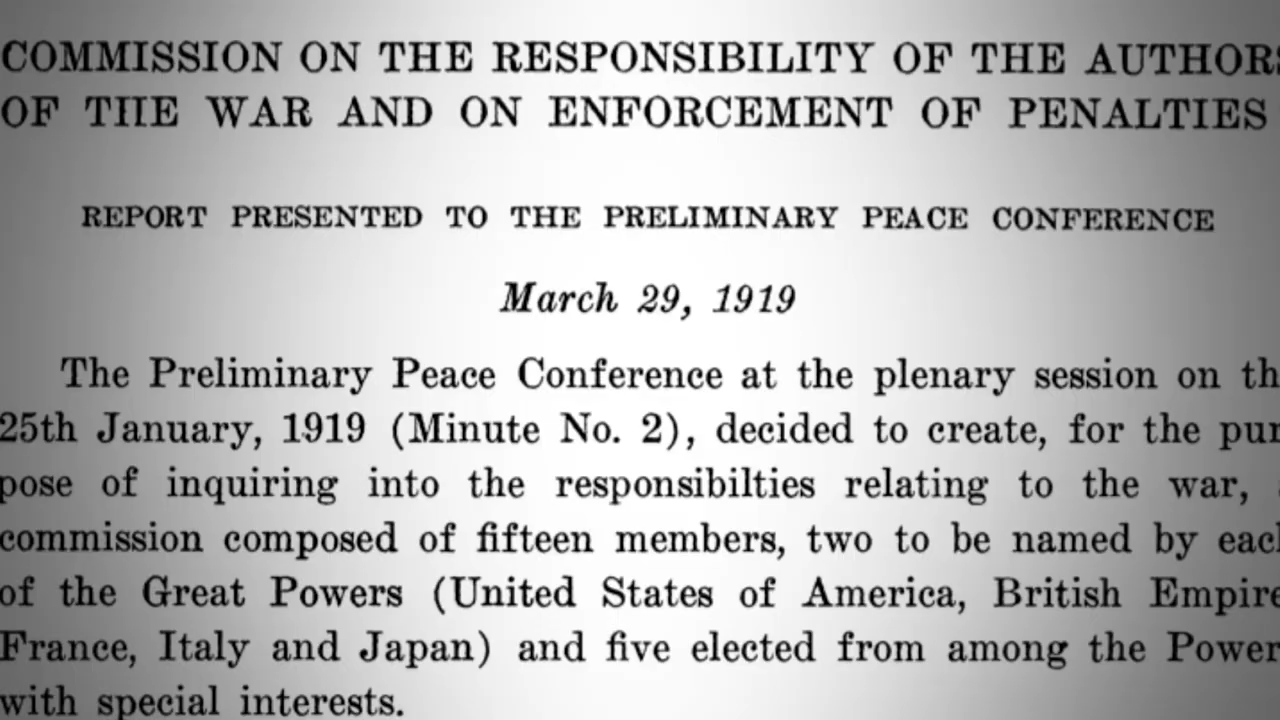 COMMISSION ON THE RESPONSIBILITY OF THE AUTHORS
OF THE WAR AND ON ENFORCEMENT OF PENALTIES
REPORT PRESENTED TO THE PRELIMINARY PEACE CONFERENCE
March 29, 1919
The Preliminary Peace Conference at the plenary session on th
25th January, 1919 (Minute No. 2), decided to create, for the pur
pose of inquiring into the responsibilties relating to the war,
commission composed of fifteen members, two to be named by eac
of the Great Powers (United States of America, British Empire
France, Italy and Japan) and five elected from among the Power
with special interests.